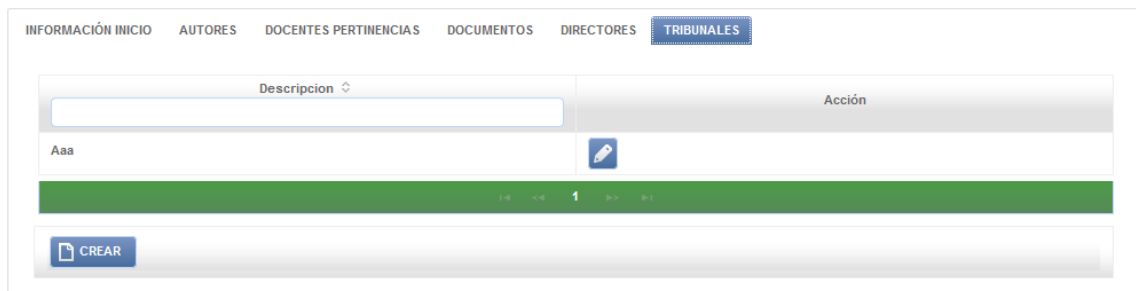 INFORMACIÓN INICIO AUTORES DOCENTES PERTINENCIAS DOCUMENTOS DIRECTORES TRIBUNALES
Descripcion
Acción
Aaa
1
CREAR